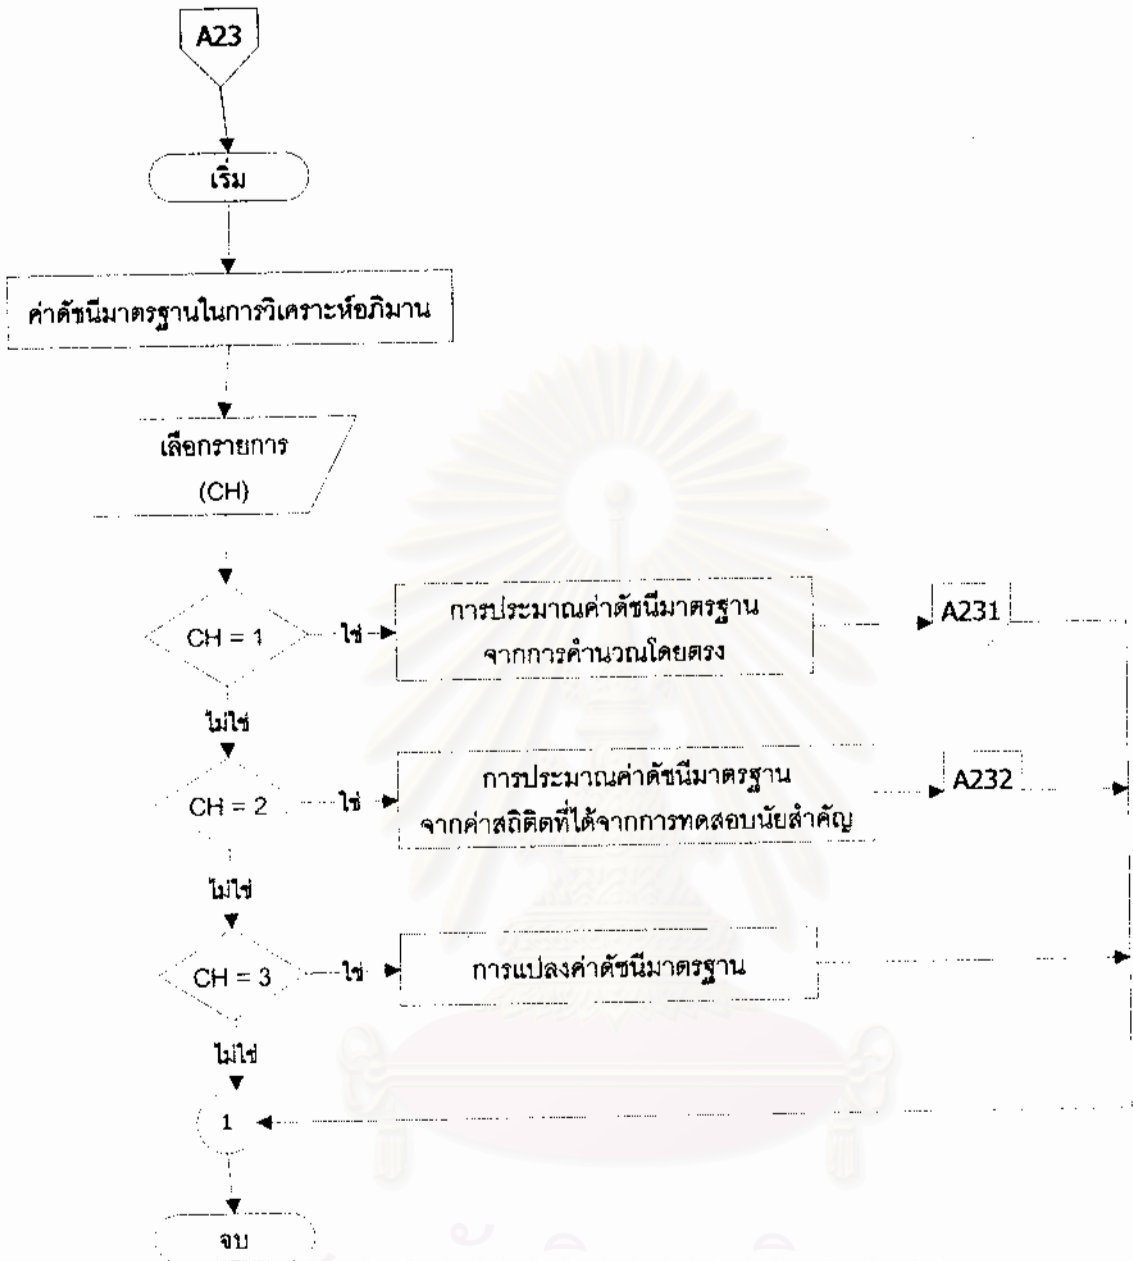 A23
เริ่ม
ค่าดัชนีมาตรฐานในการวิเคราะห์อภิมาน
เลือกรายการ
(CH)
CH = 1
ใช่
การประมาณค่าดัชนีมาตรฐาน
จากการคำนวณโดยตรง
A231
ไม่ใช่
CH = 2
ใช่
การประมาณค่าดัชนีมาตรฐาน
จากค่าสถิติตที่ได้จากการทดสอบนัยสำคัญ
A232
ไม่ใช่
CH = 3
ใช่
การแปลงค่าดัชนีมาตรฐาน
ไม่ใช่
1
จบ